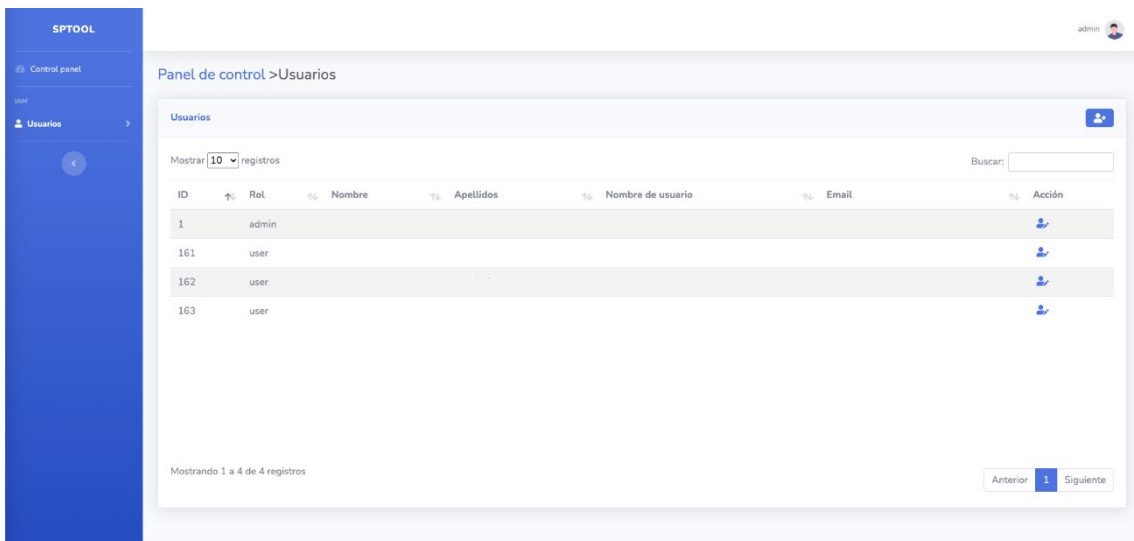 SPTOOL
admin
Control panel
Panel de control >Usuarios
IAM
Usuarios
Usuarios
Mostrar 10 registros
Buscar:
ID Rol Nombre Apellidos Nombre de usuario Email Acción
1 admin
161 user
162 user
163 user
Mostrando 1 a 4 de 4 registros
Anterior 1 Siguiente